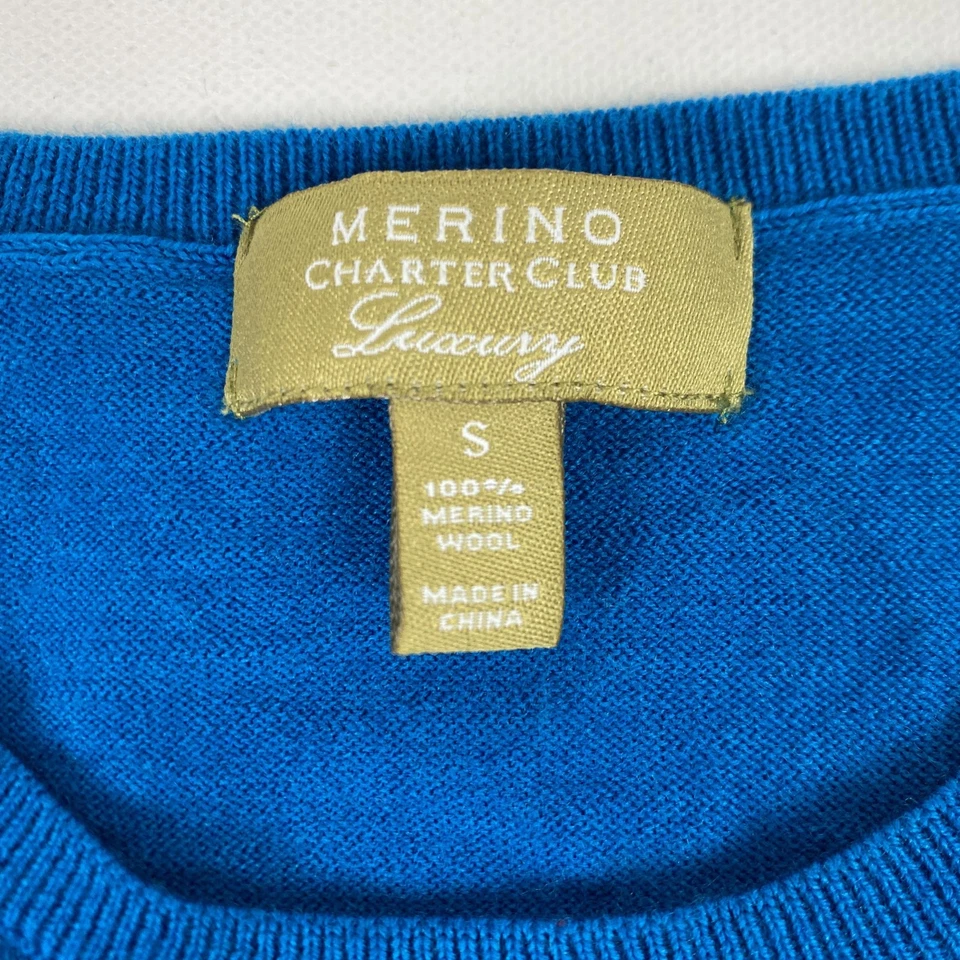 MERINO
CHARTER CLUB
Luxury
S
100%
MERINO
WOOL
MADE IN
CHINA